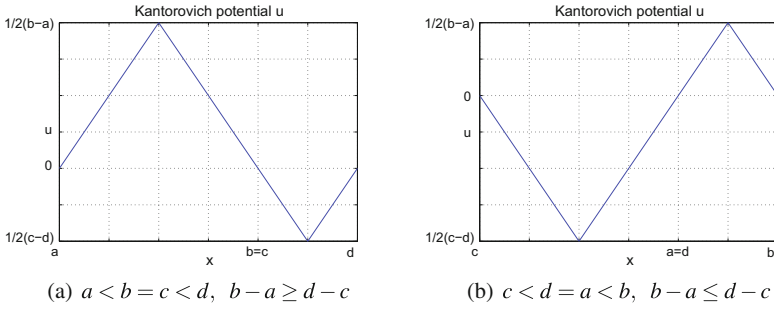 Kantorovich potential u
1/2(b−a)
u
0
1/2(c−d)
a
b=c
d
x
(a) a < b = c < d, b − a ≥ d − c
Kantorovich potential u
1/2(b−a)
0
u
1/2(c−d)
c
a=d
b
x
(b) c < d = a < b, b − a ≤ d − c